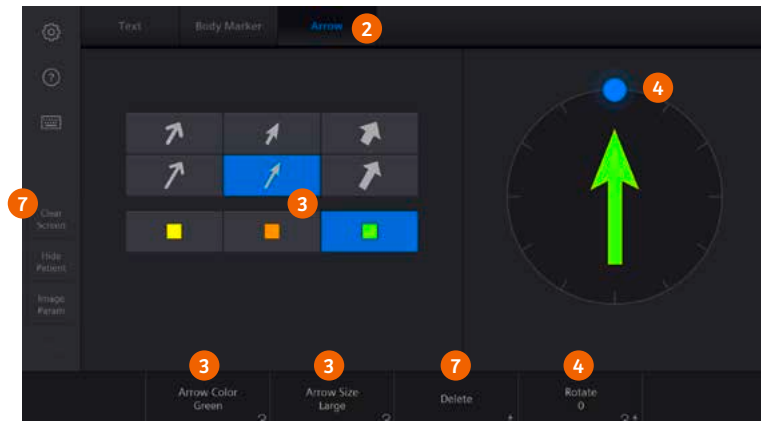 Text
Body Marker
Arrow
2
?
4
3
7
Clear
Screen
Hide
Patient
Image
Param
3
3
7
4
Arrow Color
Green
Arrow Size
Large
Delete
Rotate
0